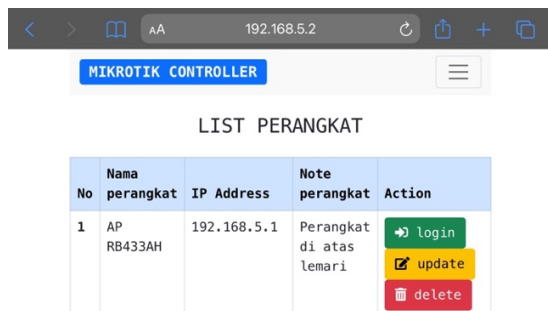 AA 192.168.5.2
MIKROTIK CONTROLLER
LIST PERANGKAT
No Nama perangkat IP Address Note perangkat Action
1 AP RB433AH 192.168.5.1 Perangkat di atas lemari login
update
delete